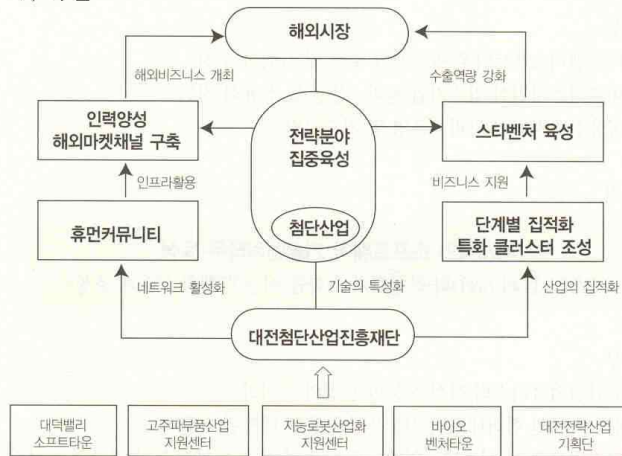 해외시장
해외비즈니스 개최
수출역량 강화
인력양성
해외마켓채널 구축
전략분야
집중육성
스타벤처 육성
인프라활용
비즈니스 지원
첨단산업
휴먼커뮤니티
단계별 집적화
특화 클러스터 조성
네트워크 활성화
기술의 특성화
산업의 집적화
대전첨단산업진흥재단
대덕밸리
소프트타운
고주파부품산업
지원센터
지능로봇산업화
지원센터
바이오
벤처타운
대전전략산업
기획단